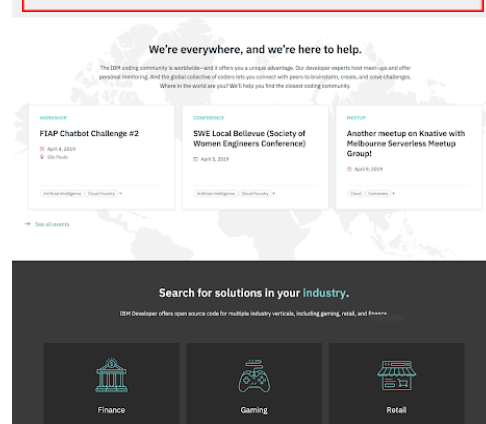 We're everywhere, and we're here to help.
The IBM coding community is worldwide—and it offers you a unique advantage. Our developer experts host meet-ups and offer
personal mentoring. And the global collective of coders lets you connect with peers to brainstorm, create, and solve challenges.
Where in the world are you? We'll help you find the closest coding community.
WORKSHOP
FIAP Chatbot Challenge #2
April 4, 2019
São Paulo
Artificial intelligence Cloud Foundry +
CONFERENCE
SWE Local Bellevue (Society of
Women Engineers Conference)
April 5, 2019
Artificial intelligence Cloud Foundry +
MEETUP
Another meetup on Knative with
Melbourne Serverless Meetup
Group!
April 9, 2019
Cloud Containers +
→ See all events
Search for solutions in your industry.
IBM Developer offers open source code for multiple industry verticals, including gaming, retail, and finance
Finance
Gaming
Retail